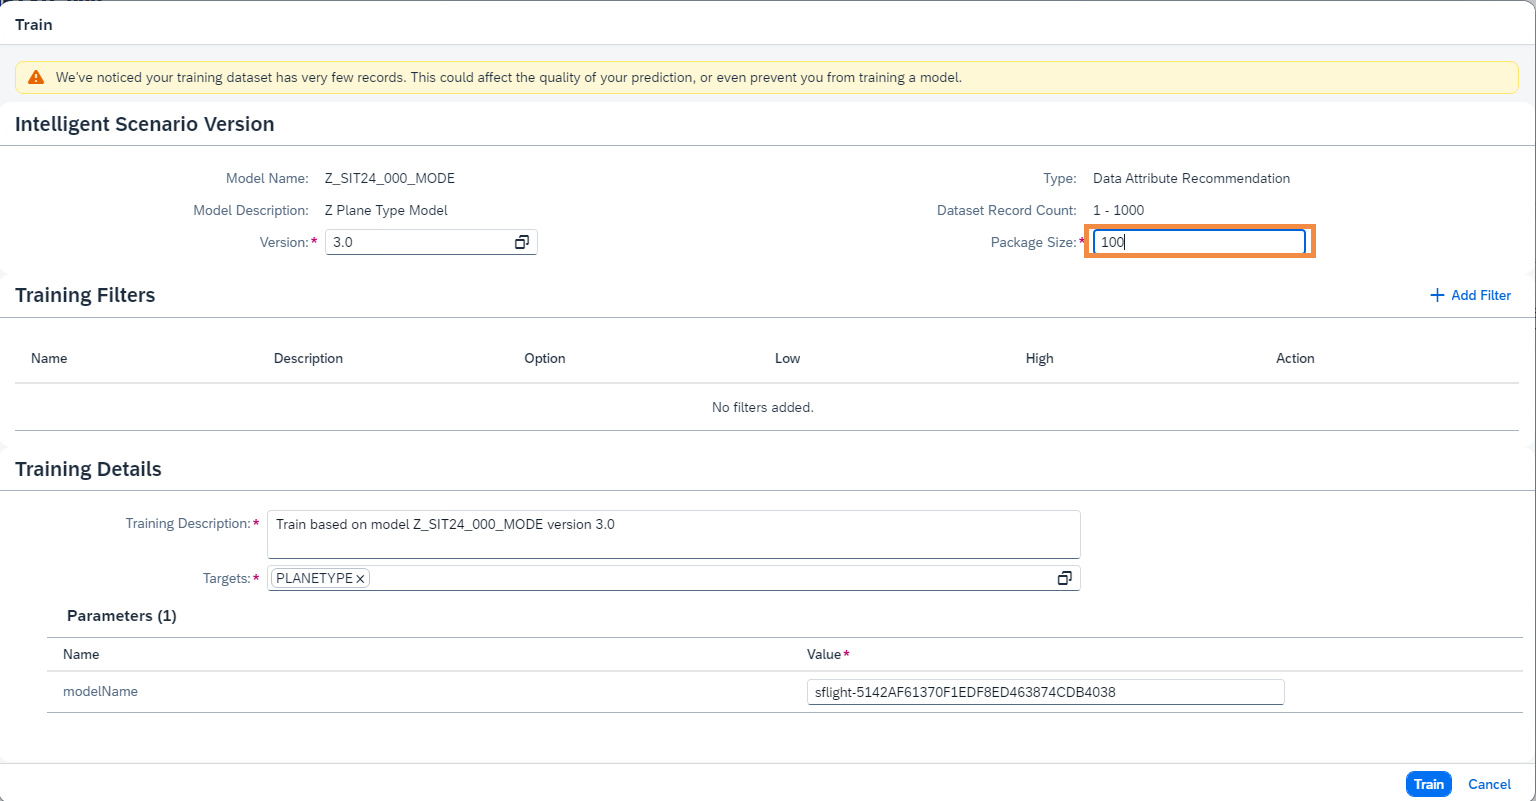 Train
We've noticed your training dataset has very few records. This could affect the quality of your prediction, or even prevent you from training a model.
Intelligent Scenario Version
Model Name: Z_SIT24_000_MODE
Type: Data Attribute Recommendation
Model Description: Z Plane Type Model
Dataset Record Count: 1 - 1000
Version:* 3.0
Package Size:* 100
Training Filters
Add Filter
Name Description Option Low High Action
No filters added.
Training Details
Training Description:* Train based on model Z_SIT24_000_MODE version 3.0
Targets:* PLANETYPE
Parameters (1)
Name Value*
modelName sflight-5142AF61370F1EDF8ED463874CDB4038
Train Cancel